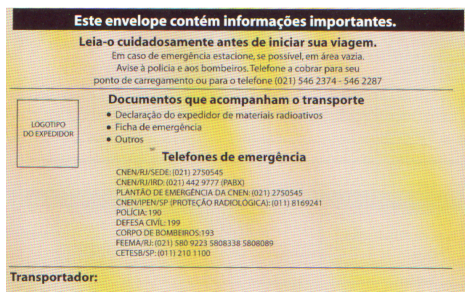 Este envelope contém informações importantes.
Leia-o cuidadosamente antes de iniciar sua viagem.
Em caso de emergência estacione, se possível, em área vazia.
Avise à polícia e aos bombeiros. Telefone a cobrar para seu
ponto de carregamento ou para o telefone (021) 546 2374 - 546 2287
Documentos que acompanham o transporte
• Declaração do expedidor de materiais radioativos
• Ficha de emergência
• Outros
LOGOTIPO
DO EXPEDIDOR
Telefones de emergência
CNEN/RJ/SEDE: (021) 2750545
CNEN/RJ/IRD: (021) 442 9777 (PABX)
PLANTÃO DE EMERGÊNCIA DA CNEN: (021) 2750545
CNEN/IPEN/SP (PROTEÇÃO RADIOLÓGICA): (011) 8169241
POLÍCIA: 190
DEFESA CIVIL: 199
CORPO DE BOMBEIROS:193
FEEMA/RJ: (021) 580 9223 5808338 5808089
CETESB/SP: (011) 210 1100
Transportador: